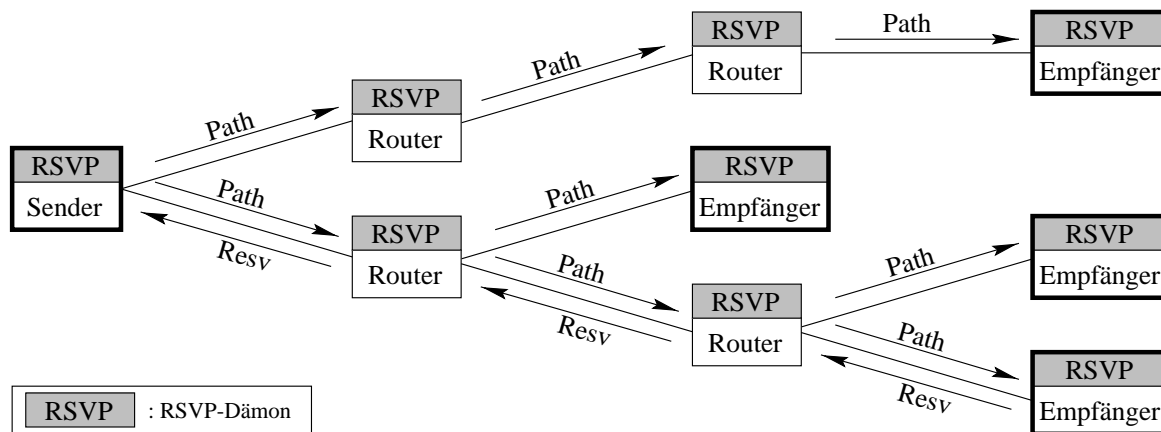 RSVP
Router
Path
RSVP
Empfänger
Path
RSVP
Router
Path
RSVP
Sender
Path
Resv
RSVP
Router
Path
RSVP
Empfänger
Path
Resv
RSVP
Router
Path
RSVP
Empfänger
Path
Resv
RSVP
Empfänger
RSVP : RSVP-Dämon